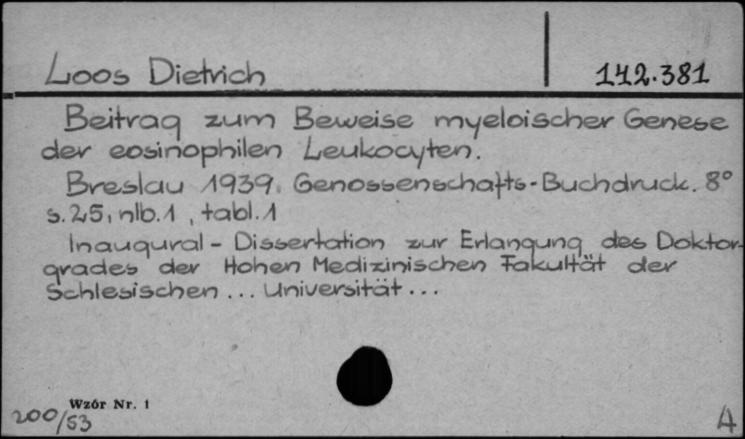 Loos Dietrich
142.381
Beitrag zum Beweise myeloischer Genese
der eosinophilen Leukocyten.
Breslau 1939. Genossenschafts-Buchdruck. 8°
s. 25, nlb. 1, tabl. 1
Inaugural - Dissertation zur Erlangung des Doktor-
grades der Hohen Medizinischen Fakultät der
Schlesischen ... Universität ...
Wzór Nr. 1
200/53
A